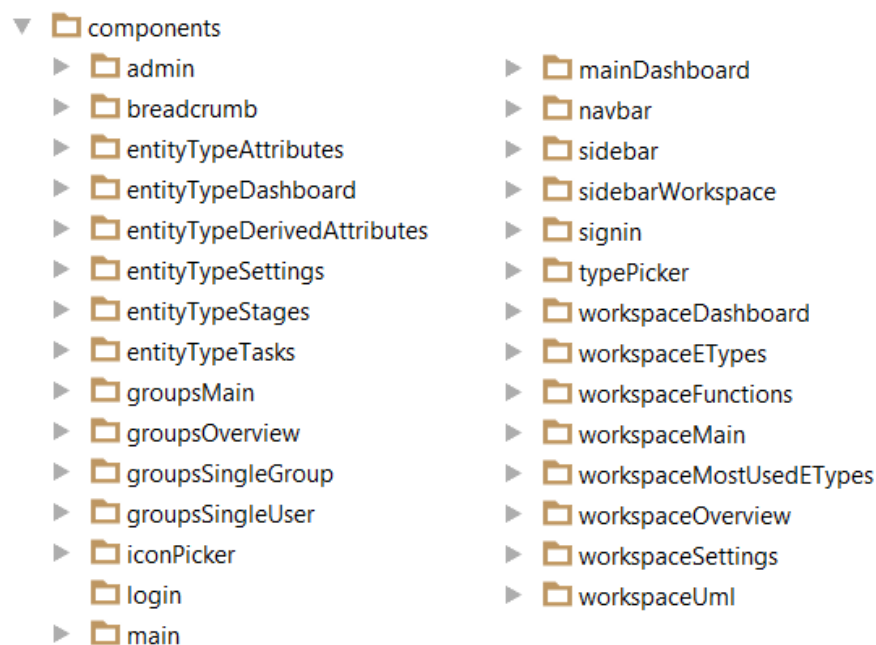 components
admin
breadcrumb
entityTypeAttributes
entityTypeDashboard
entityTypeDerivedAttributes
entityTypeSettings
entityTypeStages
entityTypeTasks
groupsMain
groupsOverview
groupsSingleGroup
groupsSingleUser
iconPicker
login
main
mainDashboard
navbar
sidebar
sidebarWorkspace
signin
typePicker
workspaceDashboard
workspaceETypes
workspaceFunctions
workspaceMain
workspaceMostUsedETypes
workspaceOverview
workspaceSettings
workspaceUml